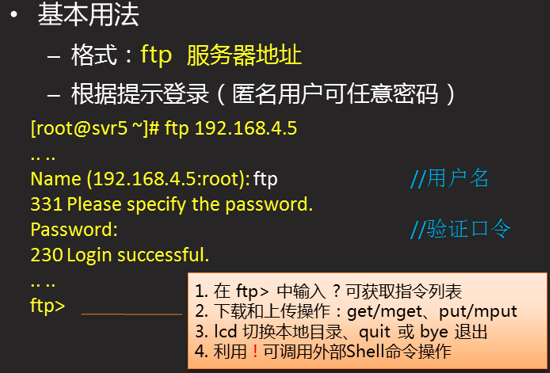 • 基本用法
– 格式：ftp 服务器地址
– 根据提示登录（匿名用户可任意密码）
[root@svr5 ~]# ftp 192.168.4.5
.. ..
Name (192.168.4.5:root): ftp //用户名
331 Please specify the password.
Password: //验证口令
230 Login successful.
.. ..
ftp>
1. 在 ftp> 中输入 ? 可获取指令列表
2. 下载和上传操作：get/mget、put/mput
3. lcd 切换本地目录、quit 或 bye 退出
4. 利用 ! 可调用外部Shell命令操作